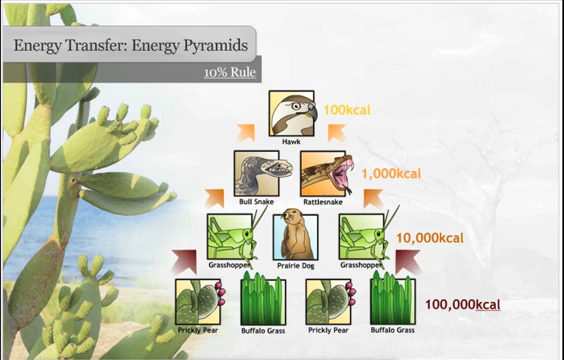 Energy Transfer: Energy Pyramids
10% Rule
100kcal
Hawk
1,000kcal
Bull Snake Rattlesnake
10,000kcal
Grasshopper Prairie Dog Grasshopper
100,000kcal
Prickly Pear Buffalo Grass Prickly Pear Buffalo Grass